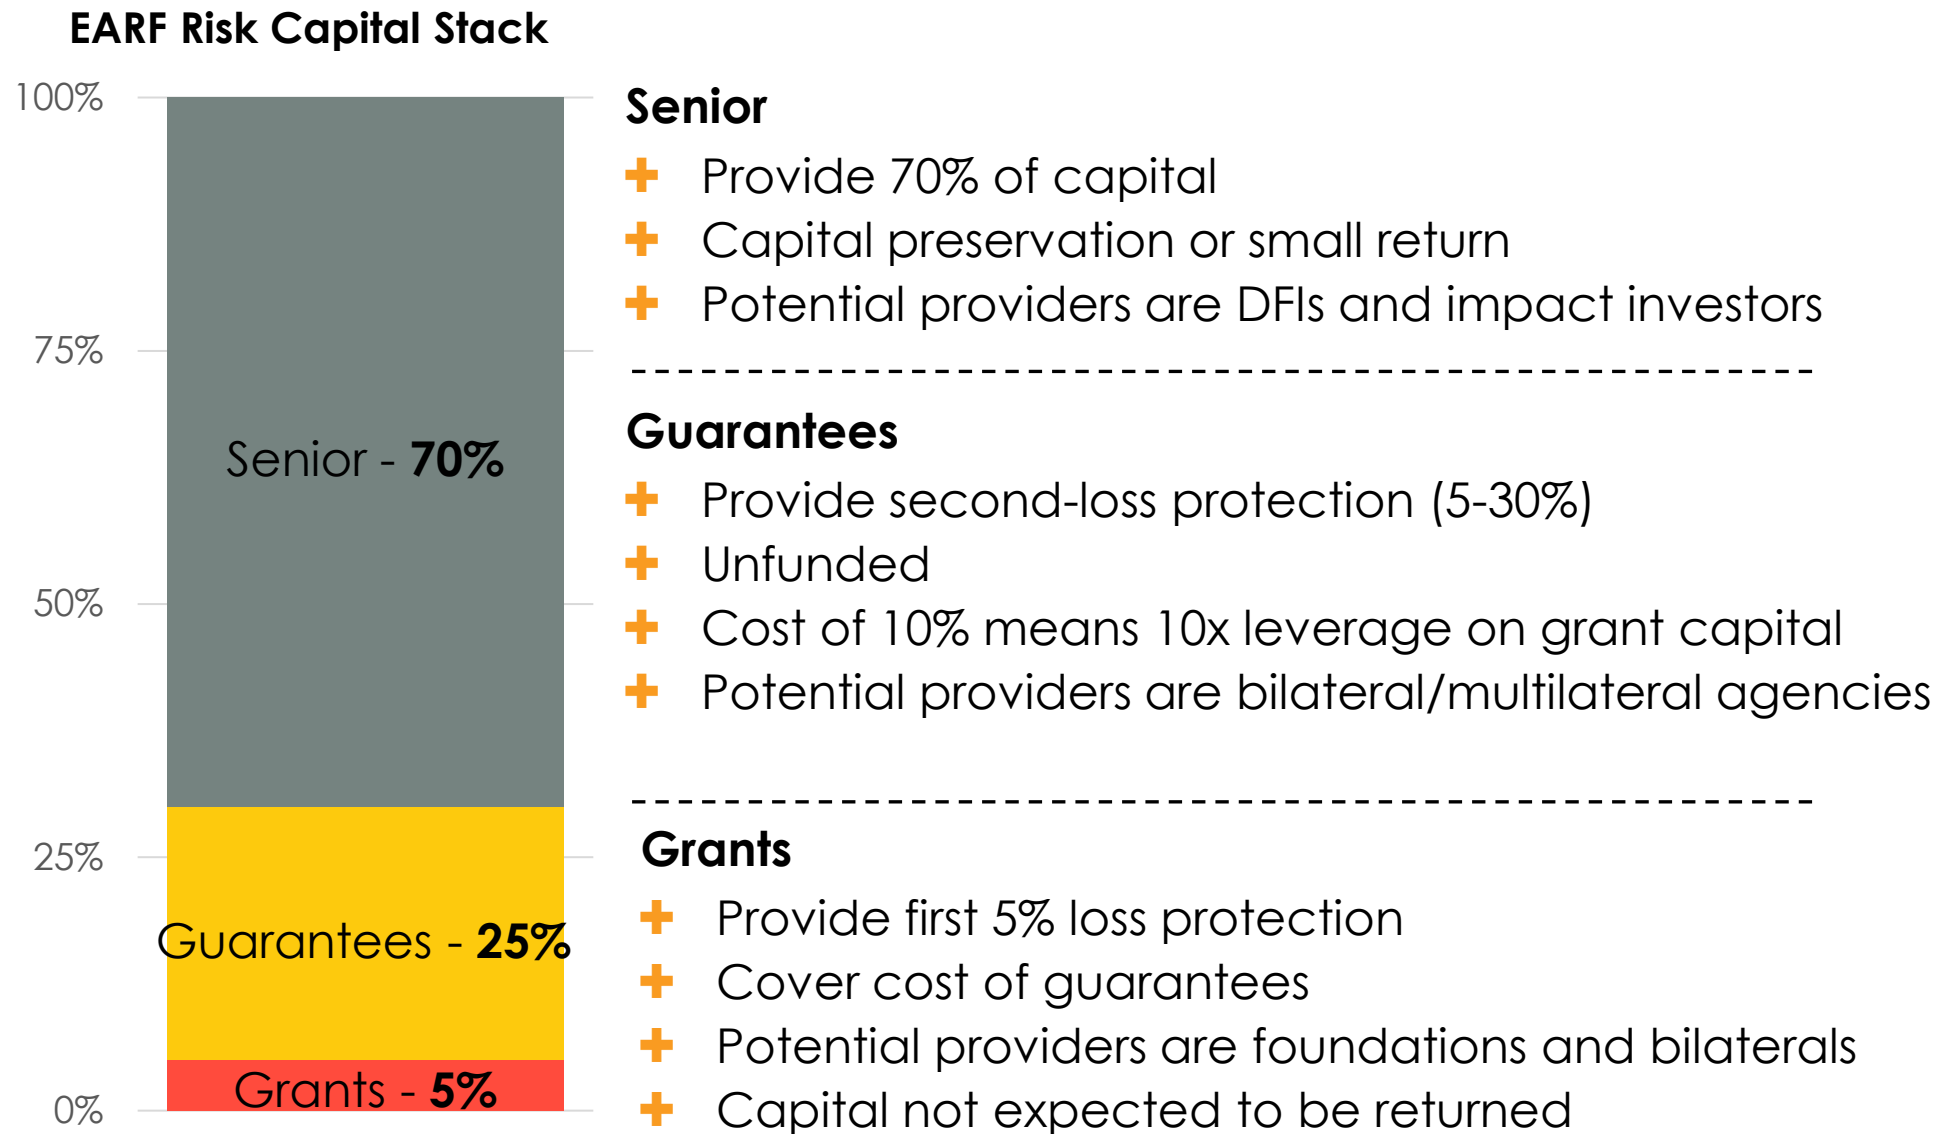 EARF Risk Capital Stack
100%
75%
50%
25%
0%
Senior - 70%
Guarantees - 25%
Grants - 5%
Senior
Provide 70% of capital
Capital preservation or small return
Potential providers are DFIs and impact investors
Guarantees
Provide second-loss protection (5-30%)
Unfunded
Cost of 10% means 10x leverage on grant capital
Potential providers are bilateral/multilateral agencies
Grants
Provide first 5% loss protection
Cover cost of guarantees
Potential providers are foundations and bilaterals
Capital not expected to be returned